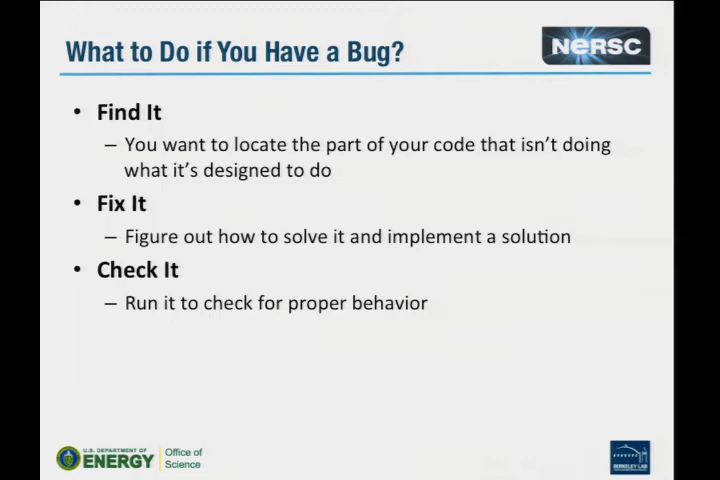 What to Do if You Have a Bug?
NERSC
• Find It
– You want to locate the part of your code that isn't doing
what it's designed to do
• Fix It
– Figure out how to solve it and implement a solution
• Check It
– Run it to check for proper behavior
U.S. DEPARTMENT OF
ENERGY
Office of
Science
BERKELEY LAB